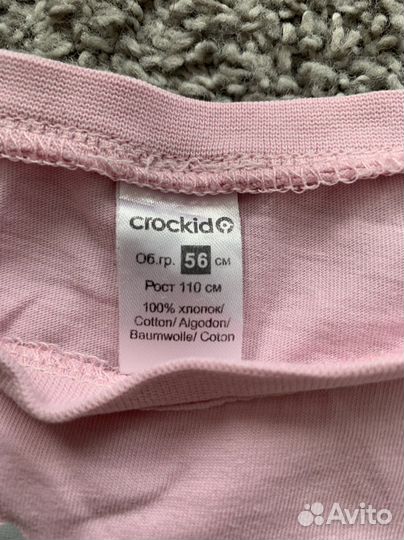 crockid
Об.гр. 56 см
Рост 110 см
100% хлопок/
Cotton/ Algodon/
Baumwolle/ Coton
Avito